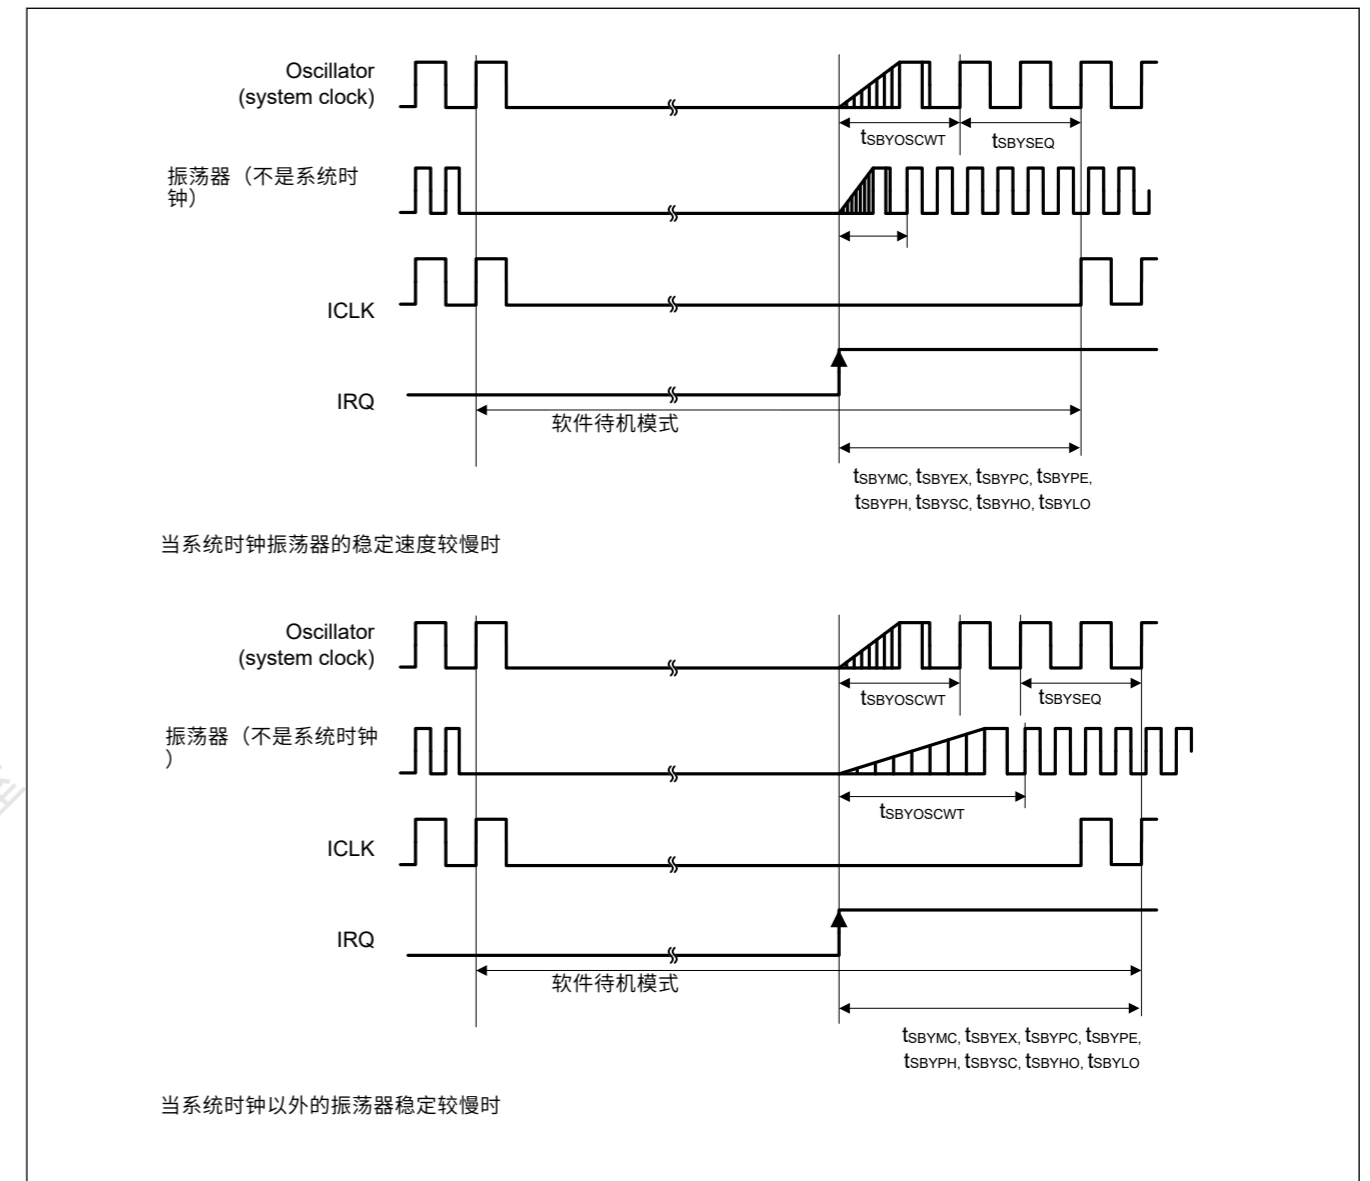 Oscillator
(system clock)
tSBYOSCWT
tSBYSEQ
振荡器（不是系统时
钟）
ICLK
IRQ
软件待机模式
tSBYMC, tSBYEX, tSBYPC, tSBYPE,
tSBYPH, tSBYSC, tSBYHO, tSBYLO
当系统时钟振荡器的稳定速度较慢时
Oscillator
(system clock)
tSBYOSCWT
tSBYSEQ
振荡器（不是系统时钟
）
tSBYOSCWT
ICLK
IRQ
软件待机模式
tSBYMC, tSBYEX, tSBYPC, tSBYPE,
tSBYPH, tSBYSC, tSBYHO, tSBYLO
当系统时钟以外的振荡器稳定较慢时